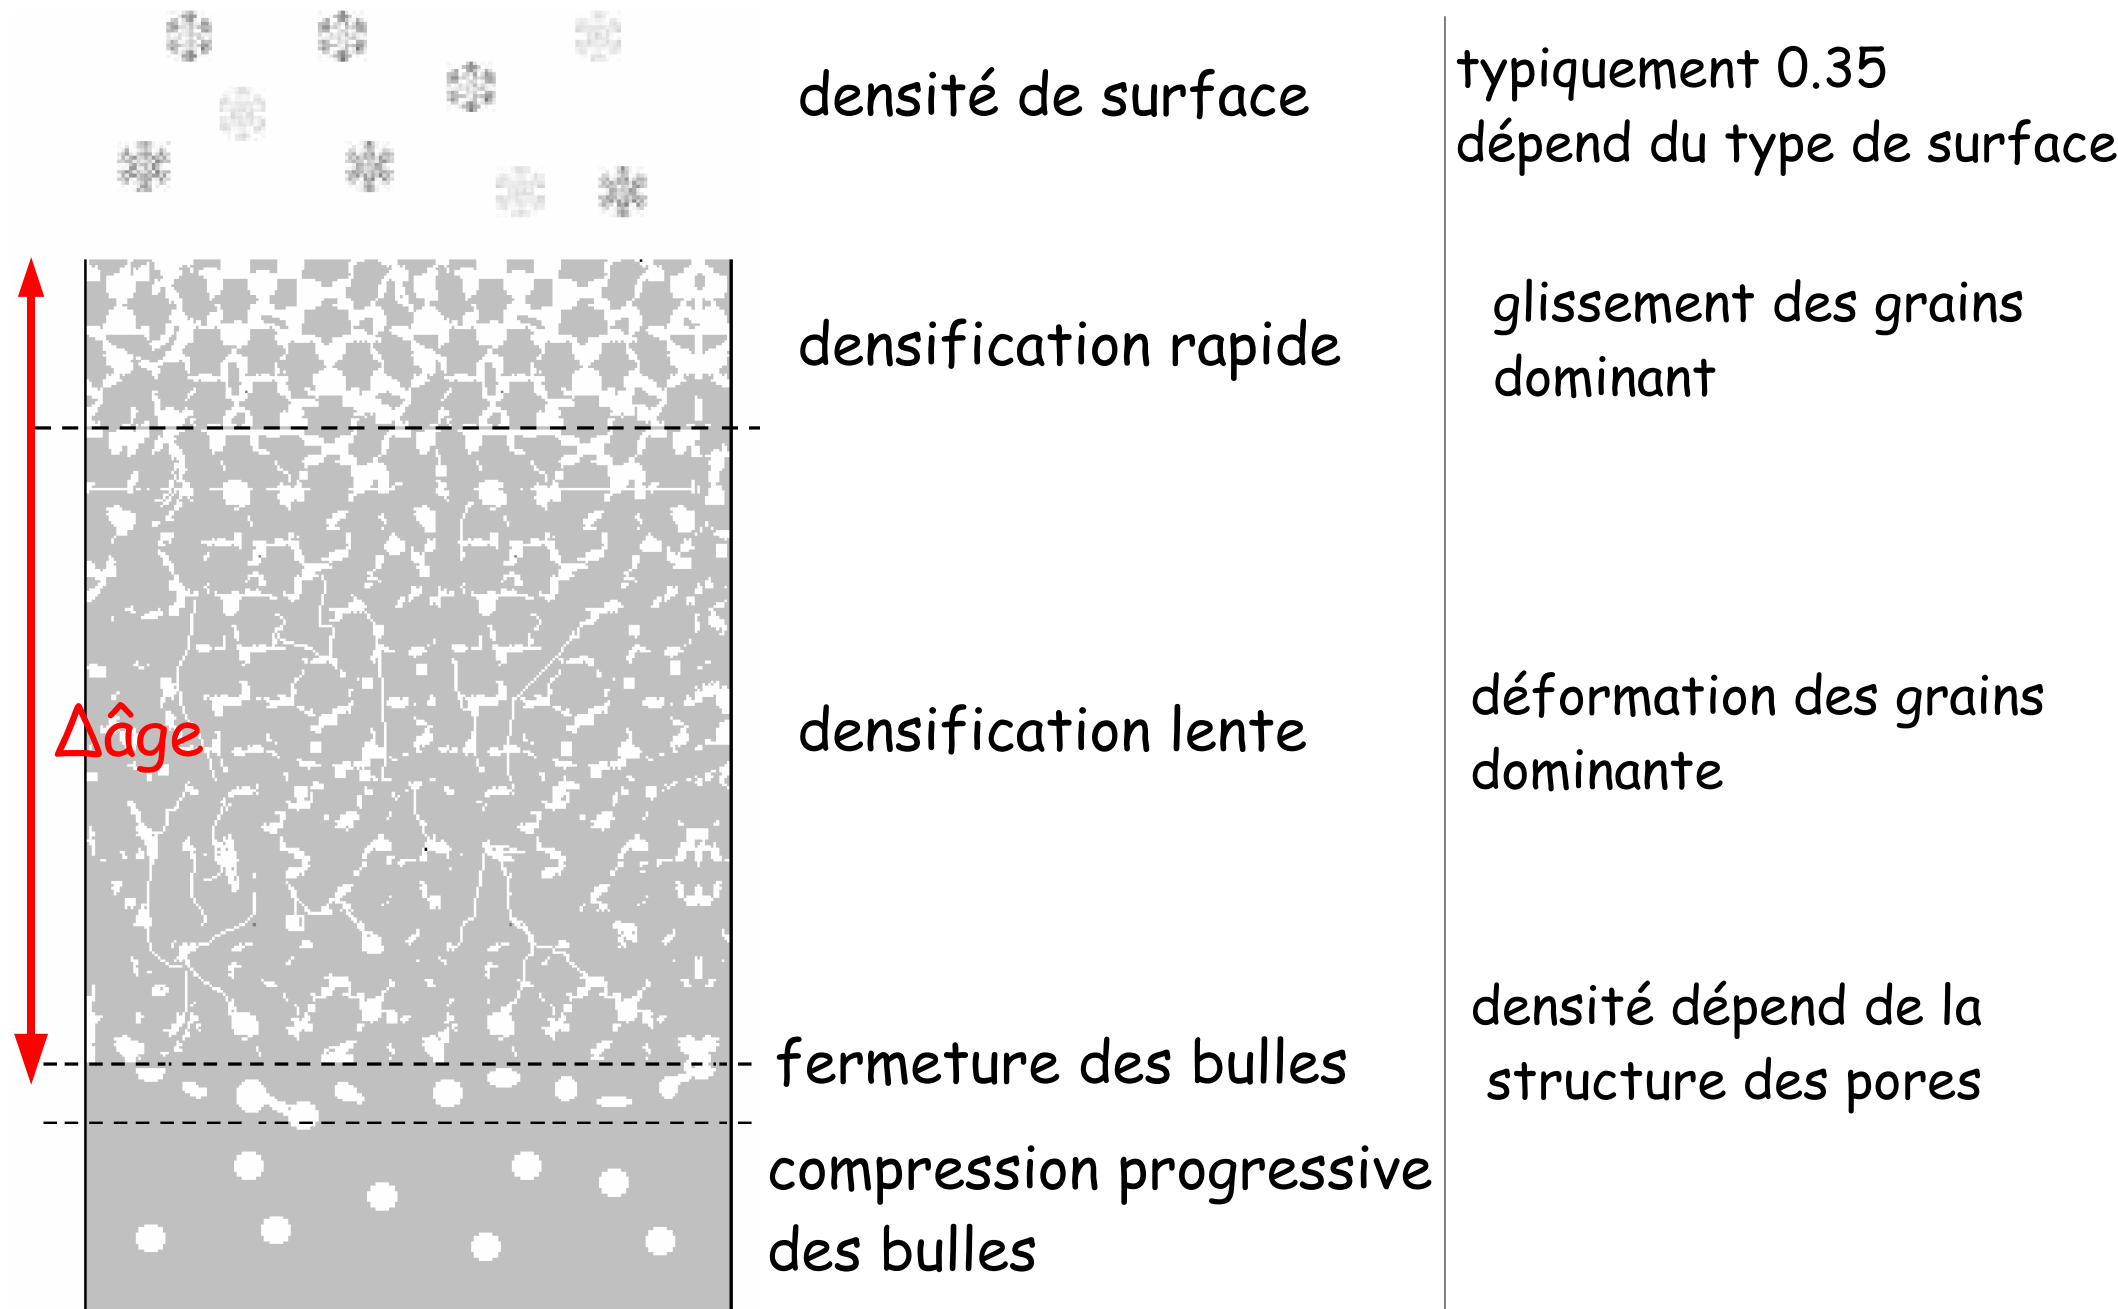 densité de surface
typiquement 0.35
dépend du type de surface
densification rapide
glissement des grains
dominant
Δâge
densification lente
déformation des grains
dominante
fermeture des bulles
densité dépend de la
structure des pores
compression progressive
des bulles